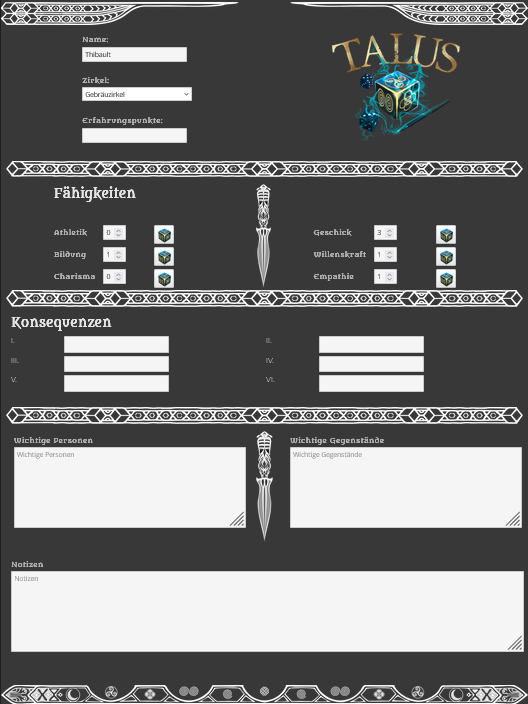 TALUS
Name:
Thibault
Zirkel:
Gebräuzirkel
Erfahrungspunkte:
Fähigkeiten
Athletik 0
Geschick 3
Bildung 1
Willenskraft 1
Charisma 0
Empathie 1
Konsequenzen
I.
II.
III.
IV.
V.
VI.
Wichtige Personen
Wichtige Gegenstände
Wichtige Personen
Wichtige Gegenstände
Notizen
Notizen